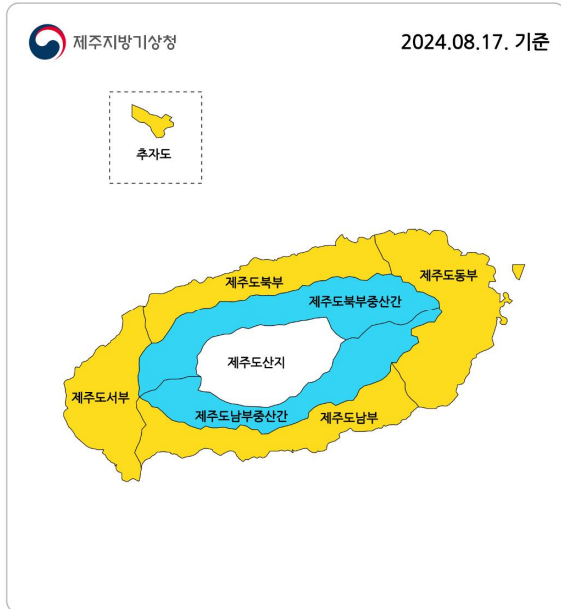 제주지방기상청
2024.08.17. 기준
추자도
제주도북부
제주도동부
제주도북부중산간
제주도산지
제주도서부
제주도남부중산간
제주도남부